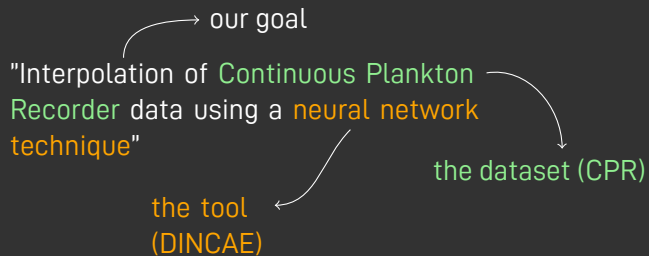 our goal
"Interpolation of Continuous Plankton
Recorder data using a neural network
technique"
the dataset (CPR)
the tool
(DINCAE)